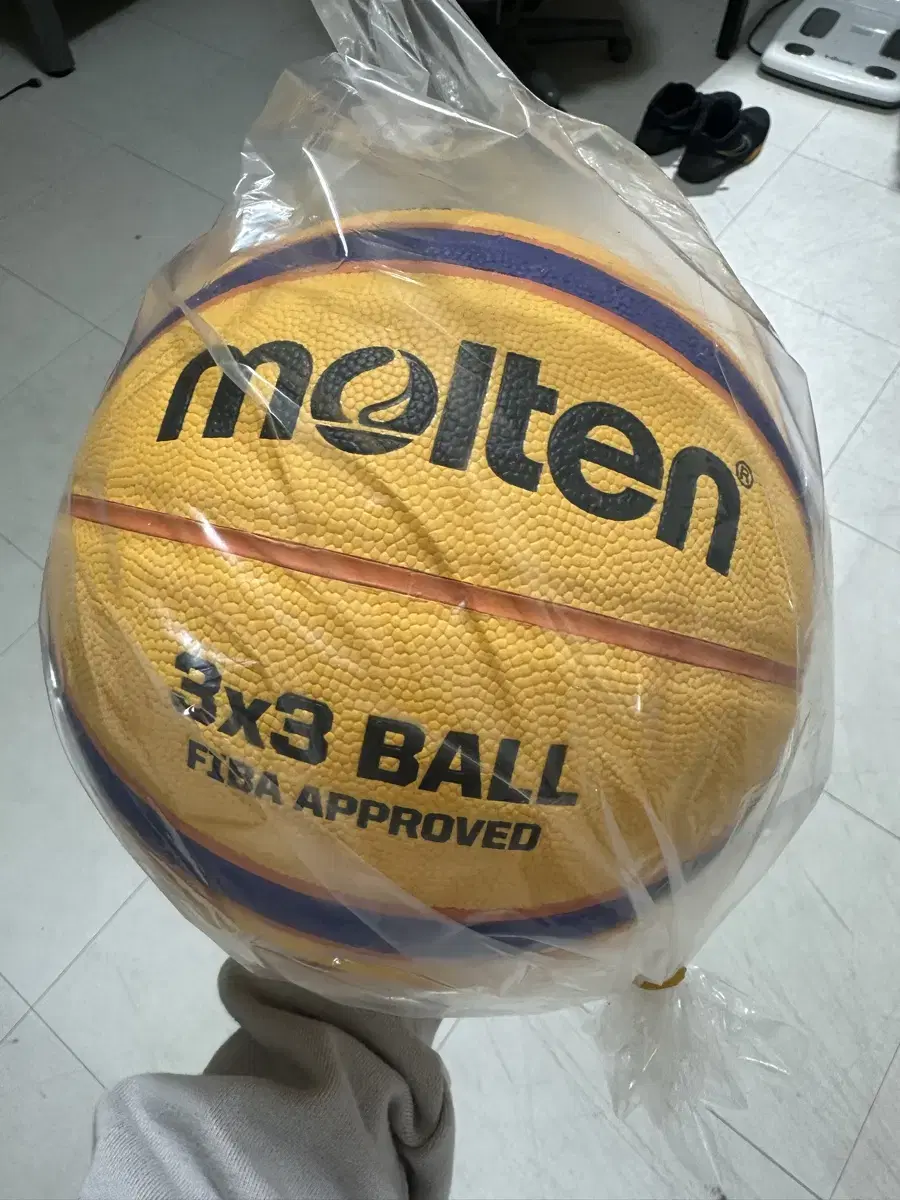 molten®
3x3 BALL
FIBA APPROVED